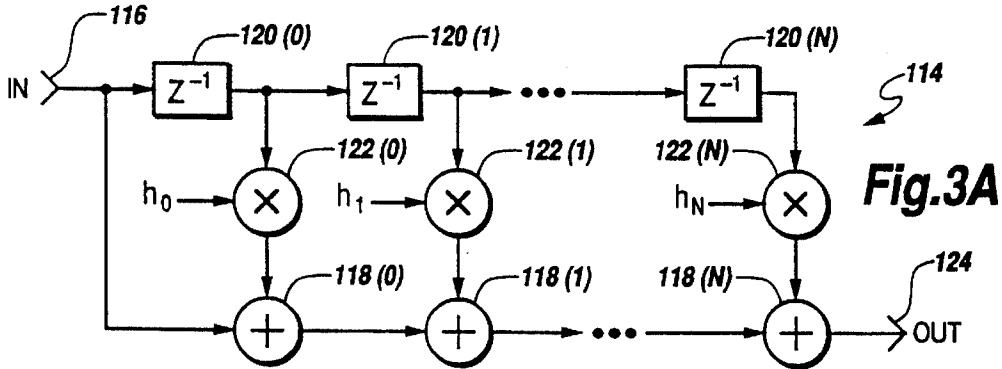 116
120 (0)
120 (1)
120 (N)
IN
Z⁻¹
Z⁻¹
•••
Z⁻¹
114
122 (0)
122 (1)
122 (N)
Fig.3A
h₀
×
h₁
×
h_N
×
118 (0)
118 (1)
118 (N)
124
+
+
•••
+
OUT